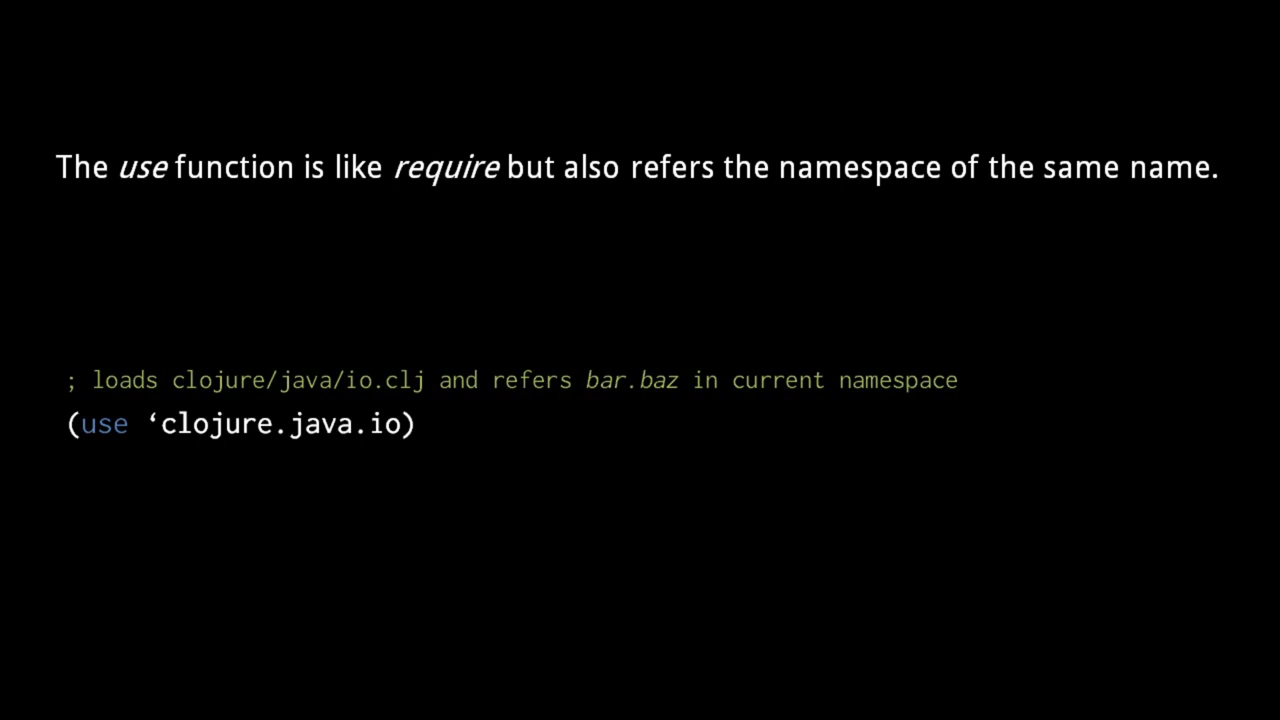 The use function is like require but also refers the namespace of the same name.
; loads clojure/java/io.clj and refers bar.baz in current namespace
(use ‘clojure.java.io)